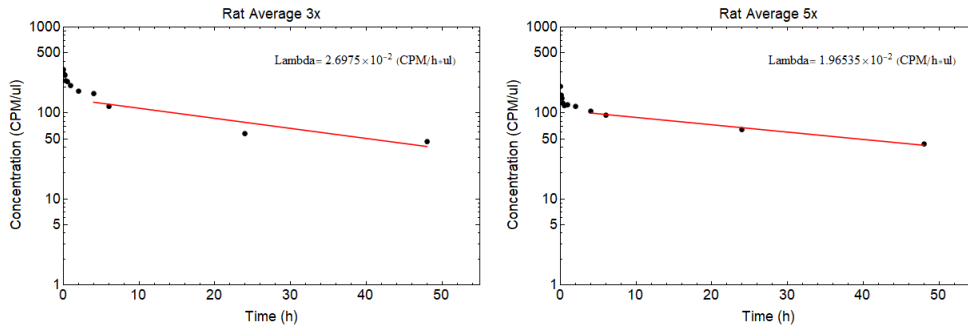 Rat Average 3x
Lambda= 2.6975×10⁻² (CPM/h*ul)
Concentration (CPM/ul)
1000
500
100
50
10
5
1
0 10 20 30 40 50
Time (h)
Rat Average 5x
Lambda= 1.96535×10⁻² (CPM/h*ul)
Concentration (CPM/ul)
1000
500
100
50
10
5
1
0 10 20 30 40 50
Time (h)